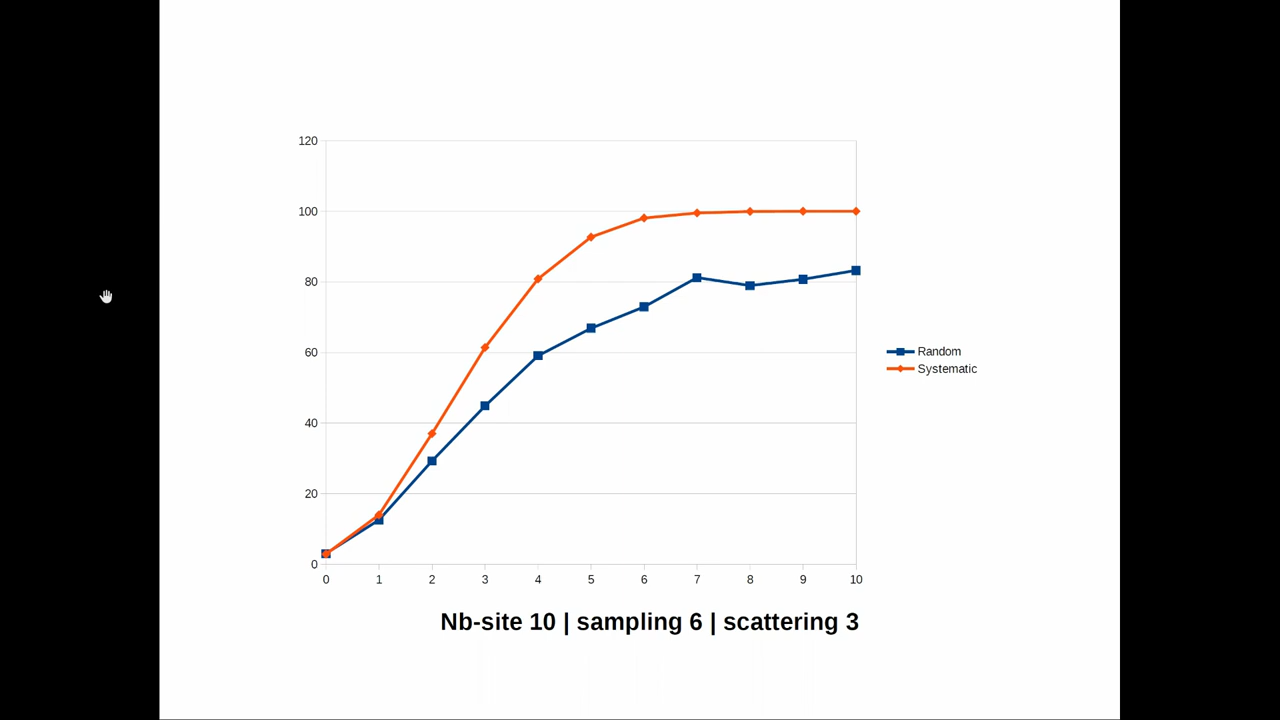 120
100
80
60
40
20
0
0 1 2 3 4 5 6 7 8 9 10
Random
Systematic
Nb-site 10 | sampling 6 | scattering 3